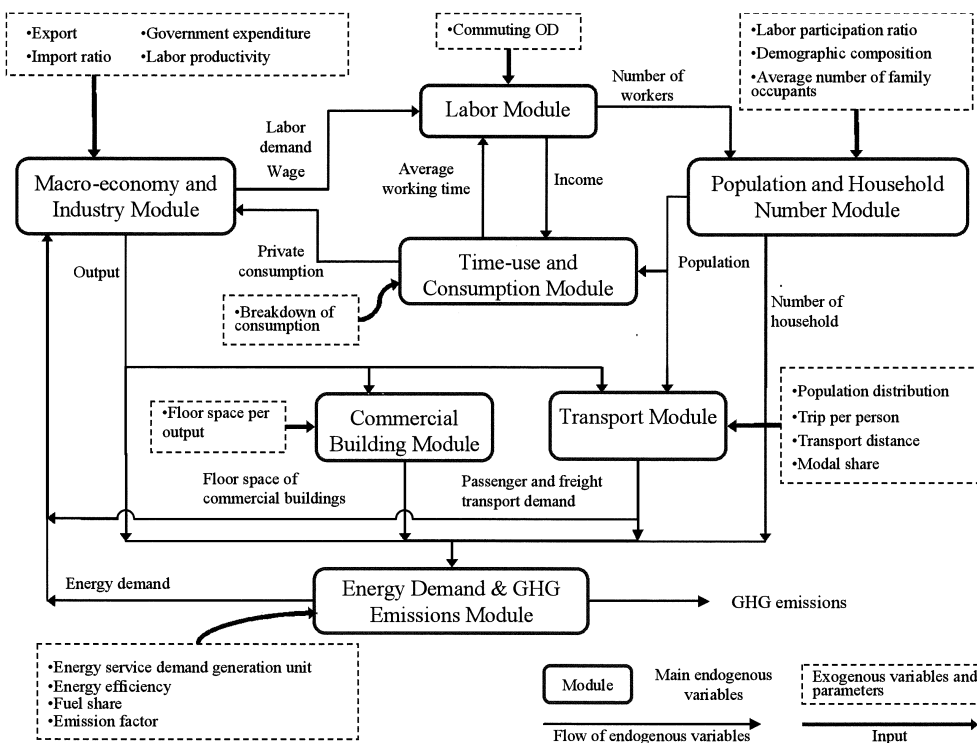 •Export •Government expenditure
•Import ratio •Labor productivity
•Commuting OD
•Labor participation ratio
•Demographic composition
•Average number of family
occupants
Labor Module
Number of
workers
Labor
demand
Wage
Average
working time
Income
Macro-economy and
Industry Module
Population and Household
Number Module
Output
Private
consumption
Time-use and
Consumption Module
Population
•Breakdown of
consumption
Number of
household
•Floor space per
output
Commercial
Building Module
Transport Module
•Population distribution
•Trip per person
•Transport distance
•Modal share
Floor space of
commercial buildings
Passenger and freight
transport demand
Energy demand
Energy Demand & GHG
Emissions Module
GHG emissions
•Energy service demand generation unit
•Energy efficiency
•Fuel share
•Emission factor
Module
Main endogenous
variables
Exogenous variables and
parameters
Flow of endogenous variables
Input